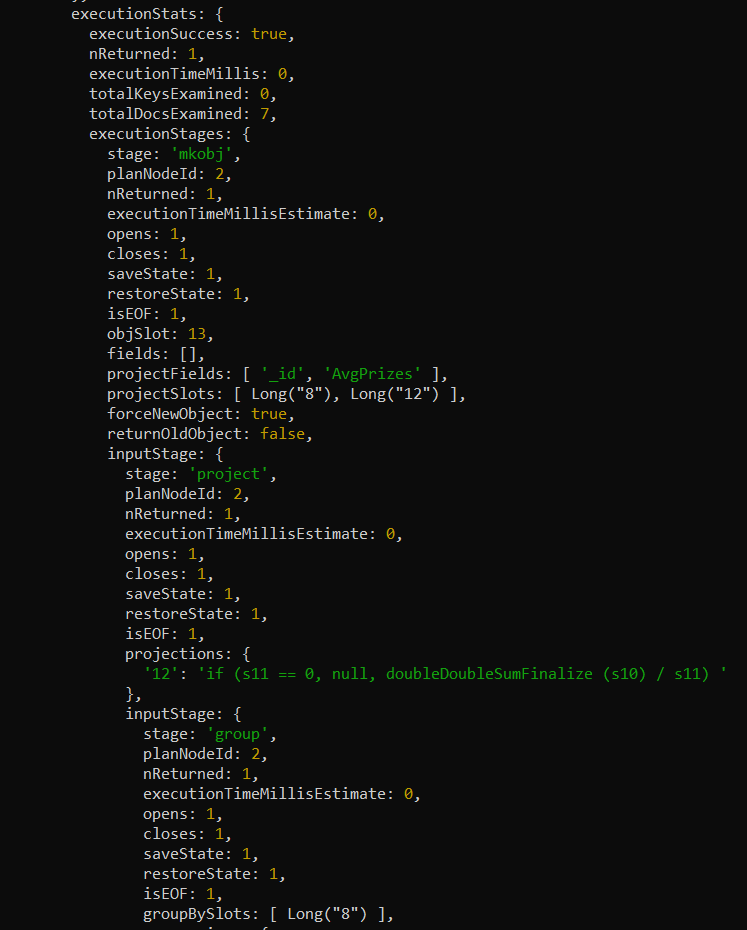 executionStats: {
executionSuccess: true,
nReturned: 1,
executionTimeMillis: 0,
totalKeysExamined: 0,
totalDocsExamined: 7,
executionStages: {
stage: 'mkobj',
planNodeId: 2,
nReturned: 1,
executionTimeMillisEstimate: 0,
opens: 1,
closes: 1,
saveState: 1,
restoreState: 1,
isEOF: 1,
objSlot: 13,
fields: [],
projectFields: [ '_id', 'AvgPrizes' ],
projectSlots: [ Long("8"), Long("12") ],
forceNewObject: true,
returnOldObject: false,
inputStage: {
stage: 'project',
planNodeId: 2,
nReturned: 1,
executionTimeMillisEstimate: 0,
opens: 1,
closes: 1,
saveState: 1,
restoreState: 1,
isEOF: 1,
projections: {
'12': 'if (s11 == 0, null, doubleDoubleSumFinalize (s10) / s11) '
},
inputStage: {
stage: 'group',
planNodeId: 2,
nReturned: 1,
executionTimeMillisEstimate: 0,
opens: 1,
closes: 1,
saveState: 1,
restoreState: 1,
isEOF: 1,
groupBySlots: [ Long("8") ],